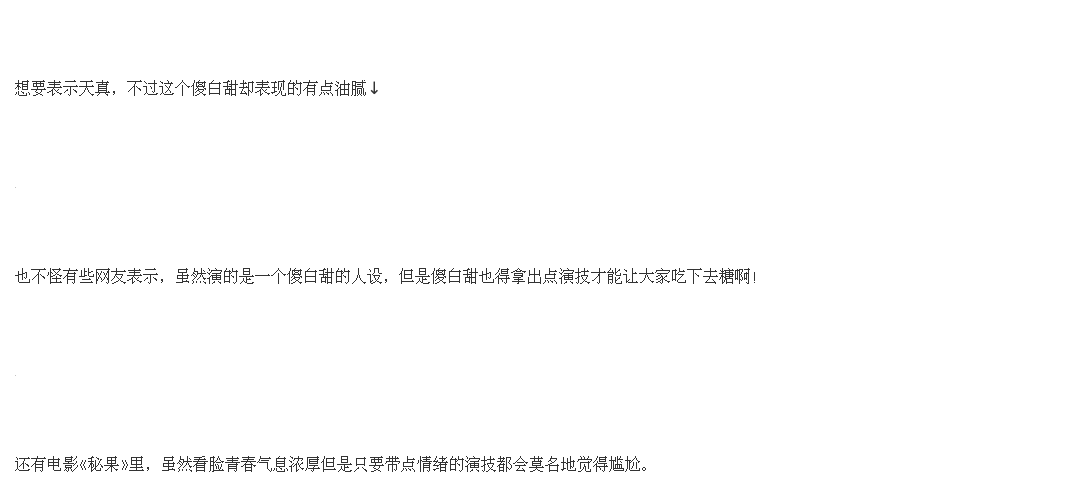 想要表示天真，不过这个傻白甜却表现的有点油腻↓
也不怪有些网友表示，虽然演的是一个傻白甜的人设，但是傻白甜也得拿出点演技才能让大家吃下去糖啊！
还有电影《秘果》里，虽然看脸青春气息浓厚但是只要带点情绪的演技都会莫名地觉得尴尬。